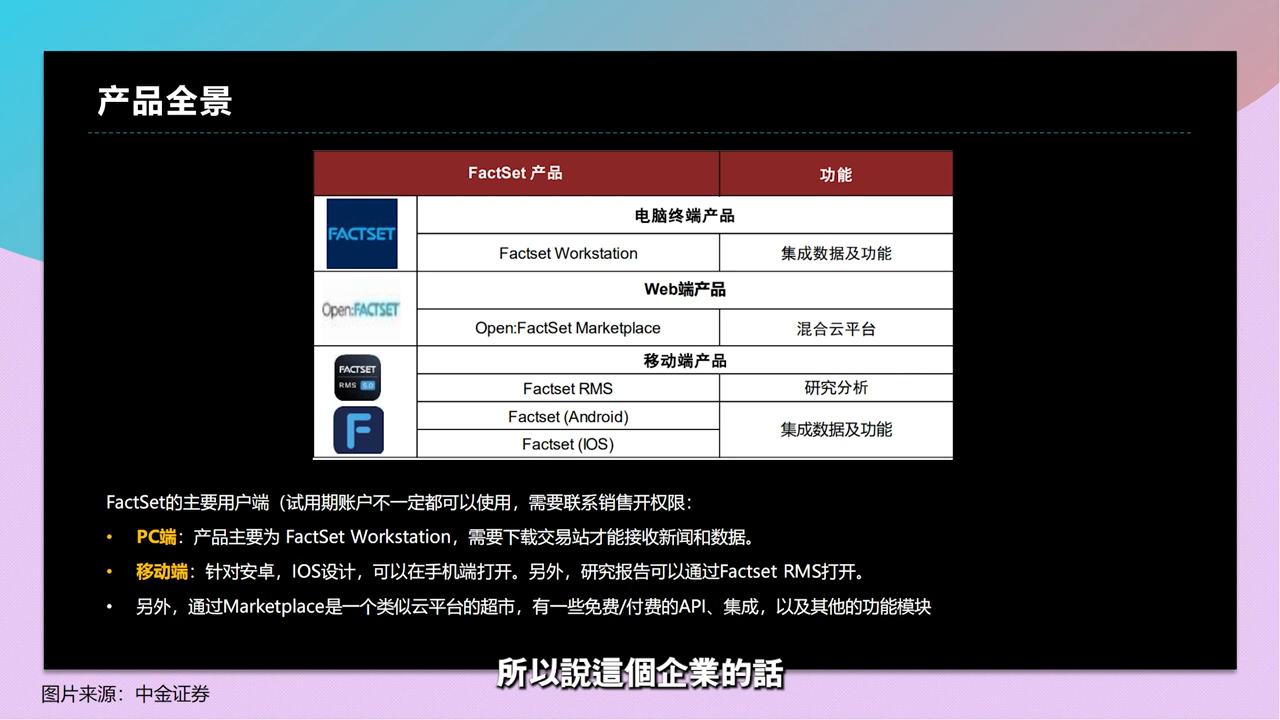 产品全景
FactSet 产品 功能
FACTSET
电脑终端产品
Factset Workstation 集成数据及功能
Open:FACTSET
Web端产品
Open:FactSet Marketplace 混合云平台
FACTSET
RMS 5.0
移动端产品
Factset RMS 研究分析
F
Factset (Android) 集成数据及功能
Factset (IOS)
FactSet的主要用户端（试用期账户不一定都可以使用，需要联系销售开权限：
• PC端：产品主要为 FactSet Workstation，需要下载交易站才能接收新闻和数据。
• 移动端：针对安卓，IOS设计，可以在手机端打开。另外，研究报告可以通过Factset RMS打开。
• 另外，通过Marketplace是一个类似云平台的超市，有一些免费/付费的API、集成，以及其他的功能模块
所以說這個企業的話
图片来源：中金证券